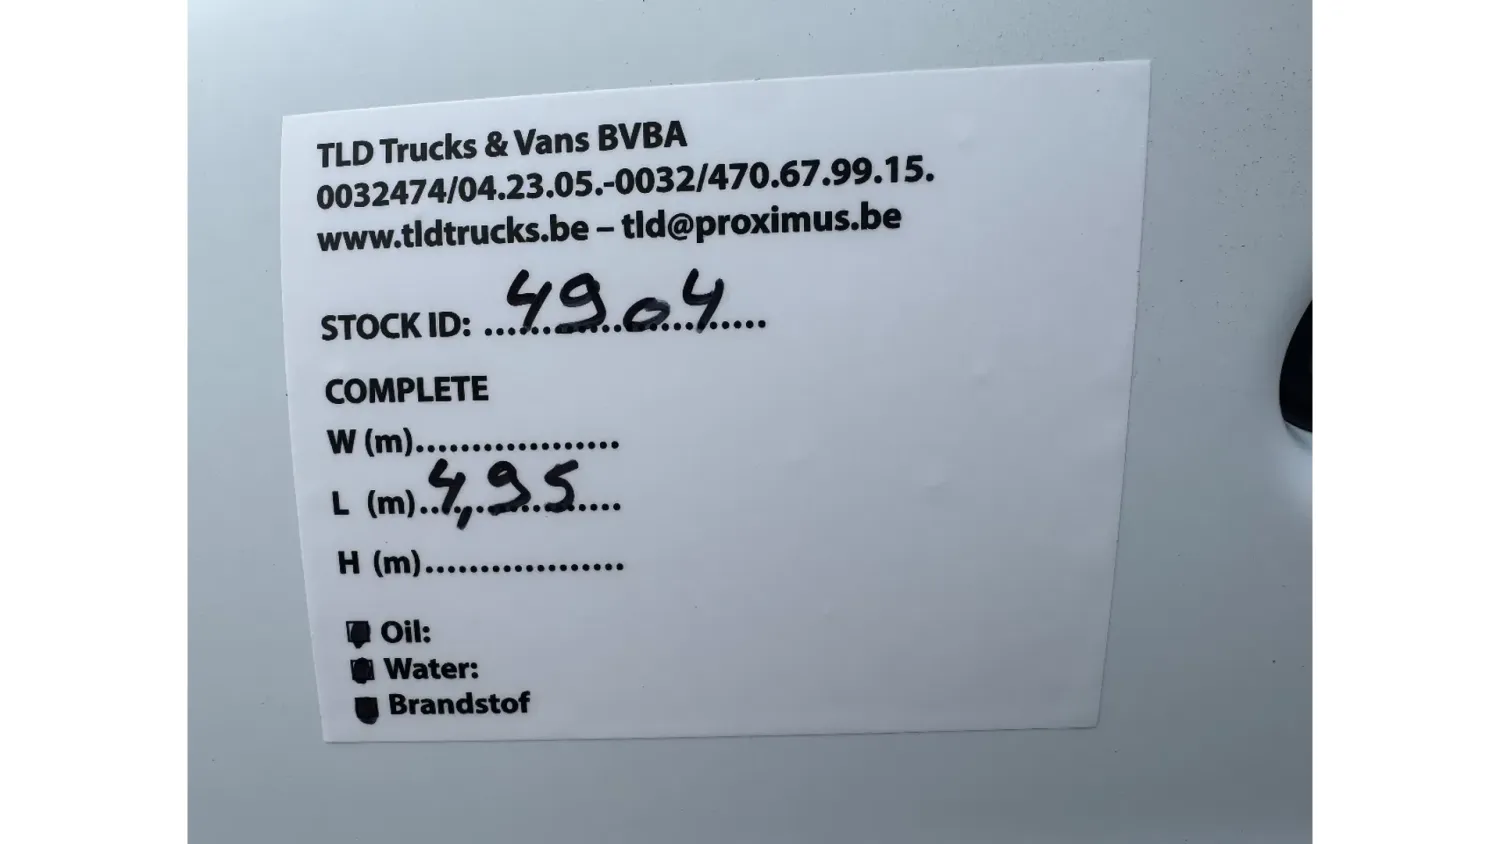 TLD Trucks & Vans BVBA
0032474/04.23.05.-0032/470.67.99.15.
www.tldtrucks.be – tld@proximus.be
STOCK ID: 4904
COMPLETE
W (m)..................
L (m) 4,95
H (m)..................
Oil:
Water:
Brandstof